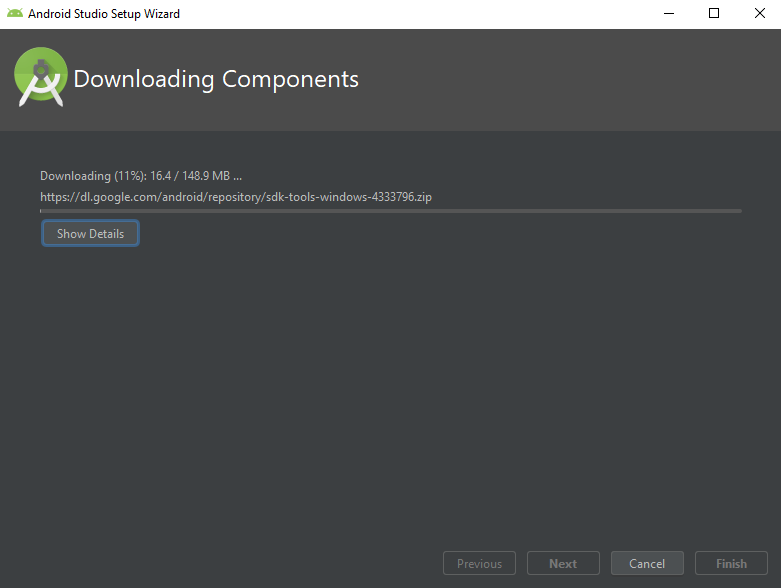 Android Studio Setup Wizard
Downloading Components
Downloading (11%): 16.4 / 148.9 MB ...
https://dl.google.com/android/repository/sdk-tools-windows-4333796.zip
Show Details
Previous Next Cancel Finish